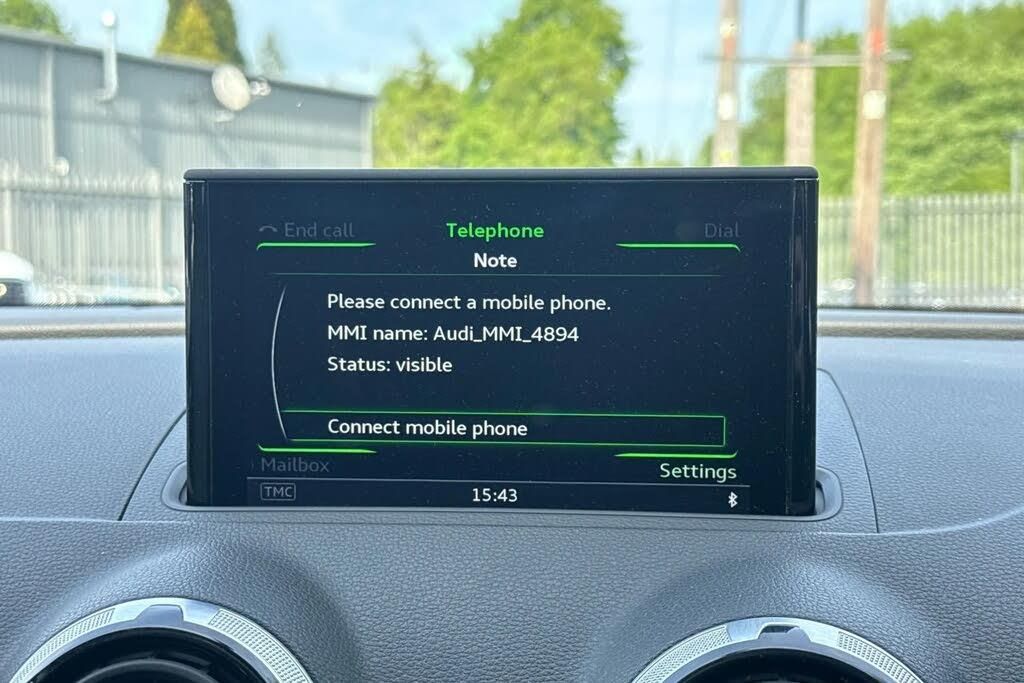 End call Telephone Dial
Note
Please connect a mobile phone.
MMI name: Audi_MMI_4894
Status: visible
Connect mobile phone
Mailbox Settings
TMC 15:43